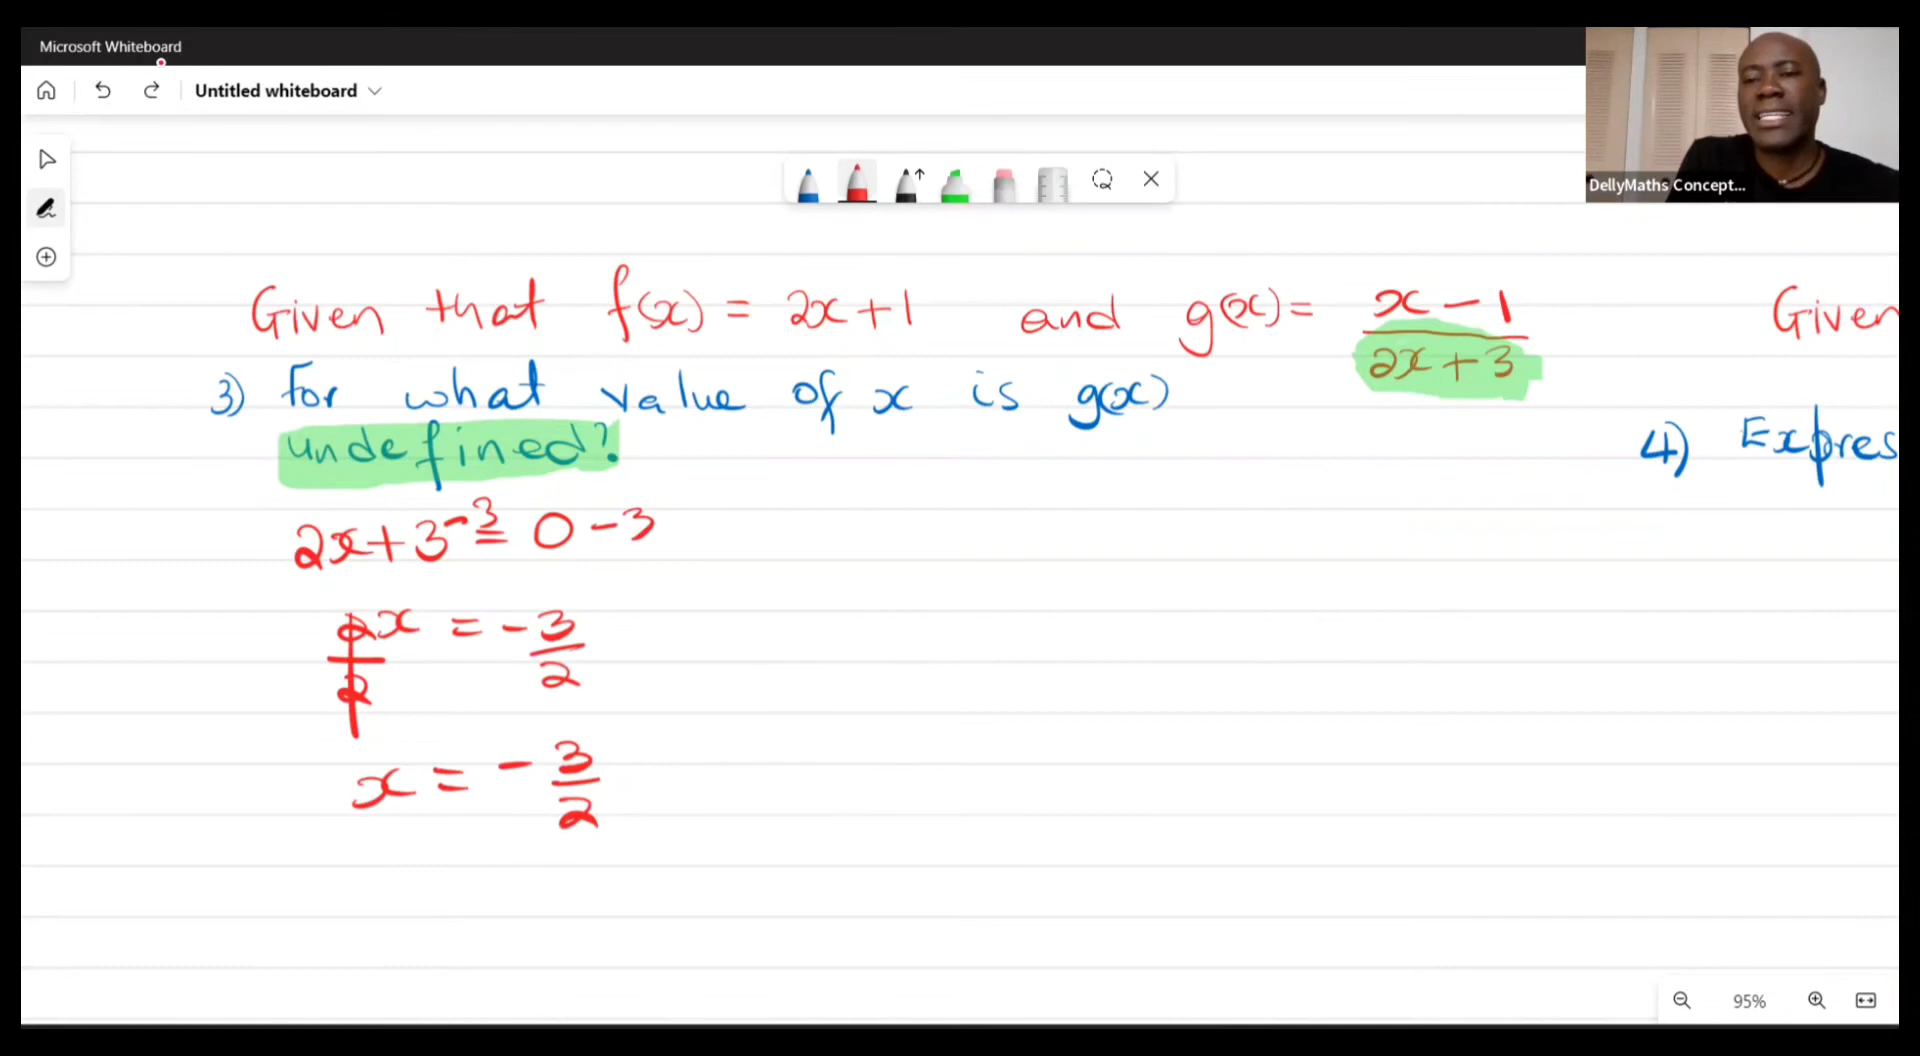 Microsoft Whiteboard
Untitled whiteboard
DellyMaths Concept...
Given that f(x) = 2x+1 and g(x) = x-1
2x+3
Given
3) For what value of x is g(x)
undefined?
4) Expres
2x+3-3 = 0-3
2x = -3
2 2
x = -3
2
95%